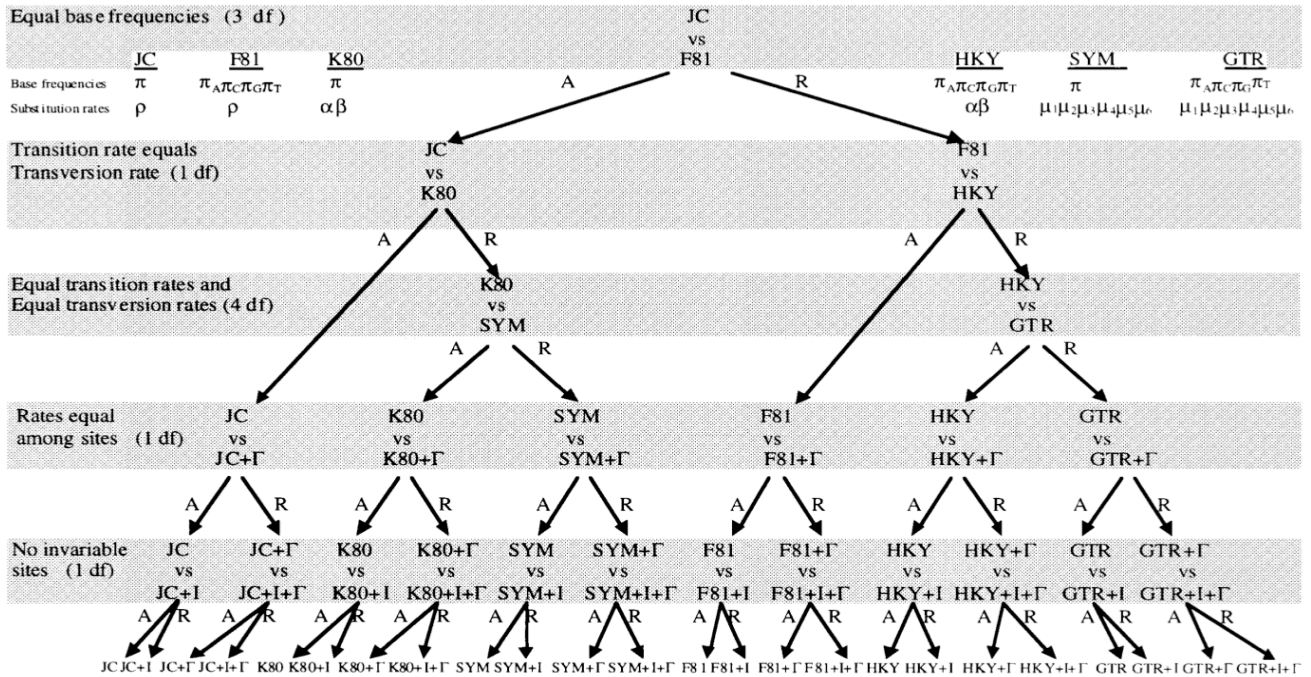 Equal base frequencies (3 df)
JC
vs
F81
JC F81 K80
HKY SYM GTR
Base frequencies π π_Aπ_Cπ_Gπ_T π
π_Aπ_Cπ_Gπ_T π π_Aπ_Cπ_Gπ_T
Substitution rates ρ ρ αβ
αβ μ₁μ₂μ₃μ₄μ₅μ₆ μ₁μ₂μ₃μ₄μ₅μ₆
A R
Transition rate equals
Transversion rate (1 df)
JC F81
vs vs
K80 HKY
A R A R
Equal transition rates and
Equal transversion rates (4 df)
K80 HKY
vs vs
SYM GTR
A R A R
Rates equal
among sites (1 df)
JC K80 SYM F81 HKY GTR
vs vs vs vs vs vs
JC+Γ K80+Γ SYM+Γ F81+Γ HKY+Γ GTR+Γ
A R A R A R A R A R A R
No invariable
sites (1 df)
JC JC+Γ K80 K80+Γ SYM SYM+Γ F81 F81+Γ HKY HKY+Γ GTR GTR+Γ
vs vs vs vs vs vs vs vs vs vs vs vs
JC+I JC+I+Γ K80+I K80+I+Γ SYM+I SYM+I+Γ F81+I F81+I+Γ HKY+I HKY+I+Γ GTR+I GTR+I+Γ
A R A R A R A R A R A R A R A R A R A R A R A R
JC JC+I JC+Γ JC+I+Γ K80 K80+I K80+Γ K80+I+Γ SYM SYM+I SYM+Γ SYM+I+Γ F81 F81+I F81+Γ F81+I+Γ HKY HKY+I HKY+Γ HKY+I+Γ GTR GTR+I GTR+Γ GTR+I+Γ